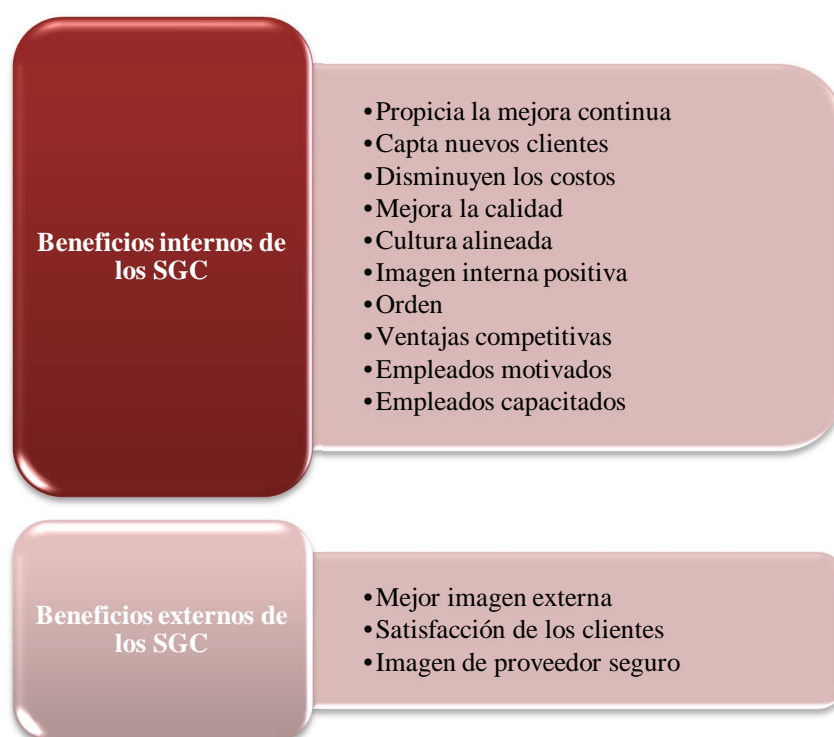 Beneficios internos de
los SGC
•Propicia la mejora continua
•Capta nuevos clientes
•Disminuyen los costos
•Mejora la calidad
•Cultura alineada
•Imagen interna positiva
•Orden
•Ventajas competitivas
•Empleados motivados
•Empleados capacitados
Beneficios externos de
los SGC
•Mejor imagen externa
•Satisfacción de los clientes
•Imagen de proveedor seguro